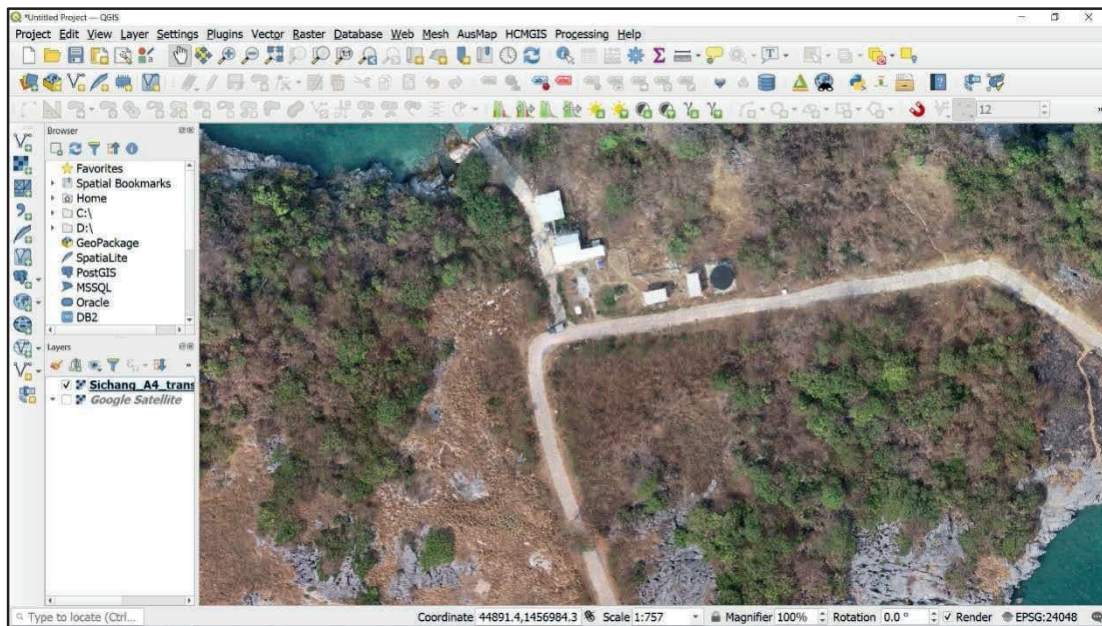 *Untitled Project — QGIS
Project Edit View Layer Settings Plugins Vector Raster Database Web Mesh AusMap HCMGIS Processing Help
12
Browser
Favorites
Spatial Bookmarks
Home
C:\
D:\
GeoPackage
SpatiaLite
PostGIS
MSSQL
Oracle
DB2
Layers
Sichang_A4_trans
Google Satellite
Type to locate (Ctrl... Coordinate 44891.4,1456984.3 Scale 1:757 Magnifier 100% Rotation 0.0 ° Render EPSG:24048